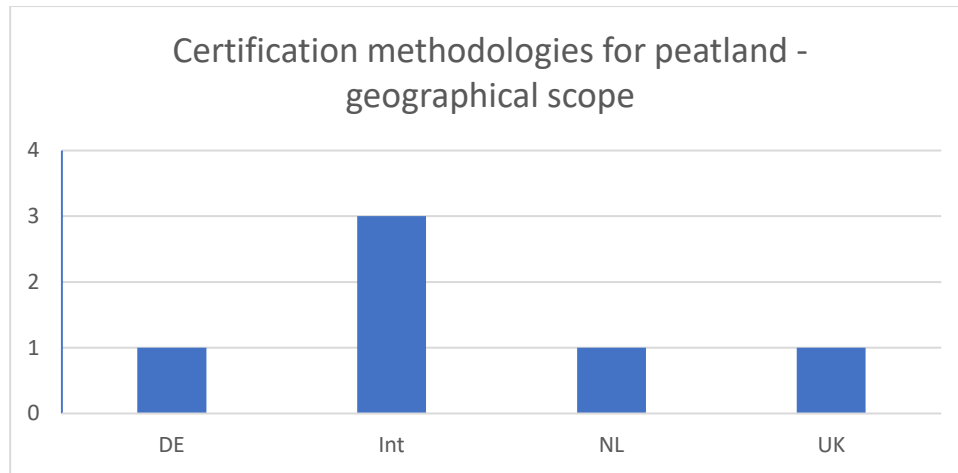 Certification methodologies for peatland -
geographical scope
4
3
2
1
0
DE Int NL UK